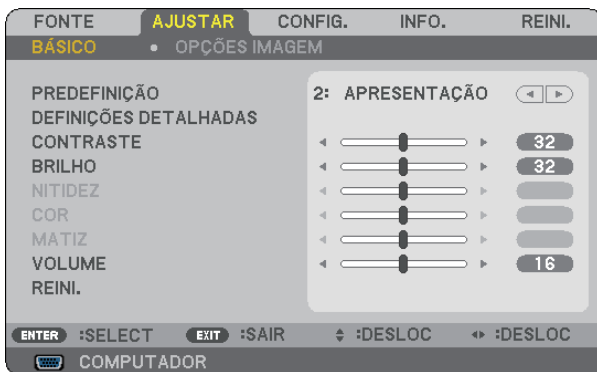 FONTE AJUSTAR CONFIG. INFO. REINI.
BÁSICO • OPÇÕES IMAGEM
PREDEFINIÇÃO 2: APRESENTAÇÃO
DEFINIÇÕES DETALHADAS
CONTRASTE 32
BRILHO 32
NITIDEZ
COR
MATIZ
VOLUME 16
REINI.
ENTER :SELECT EXIT :SAIR :DESLOC :DESLOC
COMPUTADOR